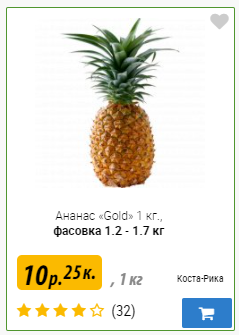 Ананас «Gold» 1 кг.,
фасовка 1.2 - 1.7 кг
10р.25к. , 1 кг
Коста-Рика
(32)